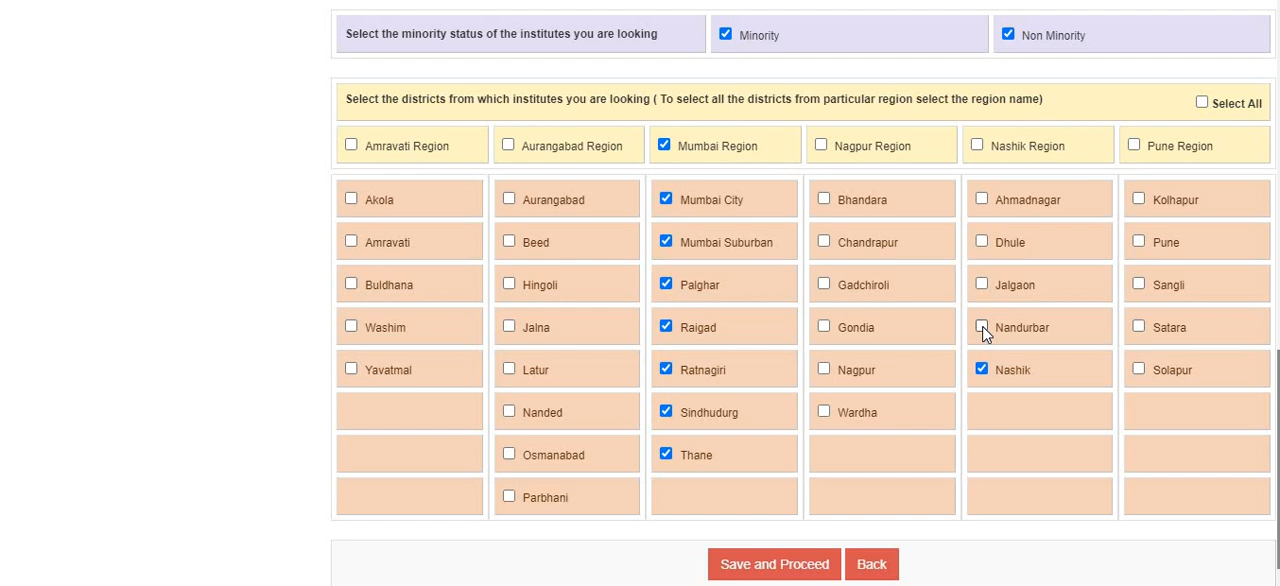 Select the minority status of the institutes you are looking Minority Non Minority
Select the districts from which institutes you are looking ( To select all the districts from particular region select the region name) Select All
Amravati Region Aurangabad Region Mumbai Region Nagpur Region Nashik Region Pune Region
Akola Aurangabad Mumbai City Bhandara Ahmadnagar Kolhapur
Amravati Beed Mumbai Suburban Chandrapur Dhule Pune
Buldhana Hingoli Palghar Gadchiroli Jalgaon Sangli
Washim Jalna Raigad Gondia Nandurbar Satara
Yavatmal Latur Ratnagiri Nagpur Nashik Solapur
Nanded Sindhudurg Wardha
Osmanabad Thane
Parbhani
Save and Proceed Back